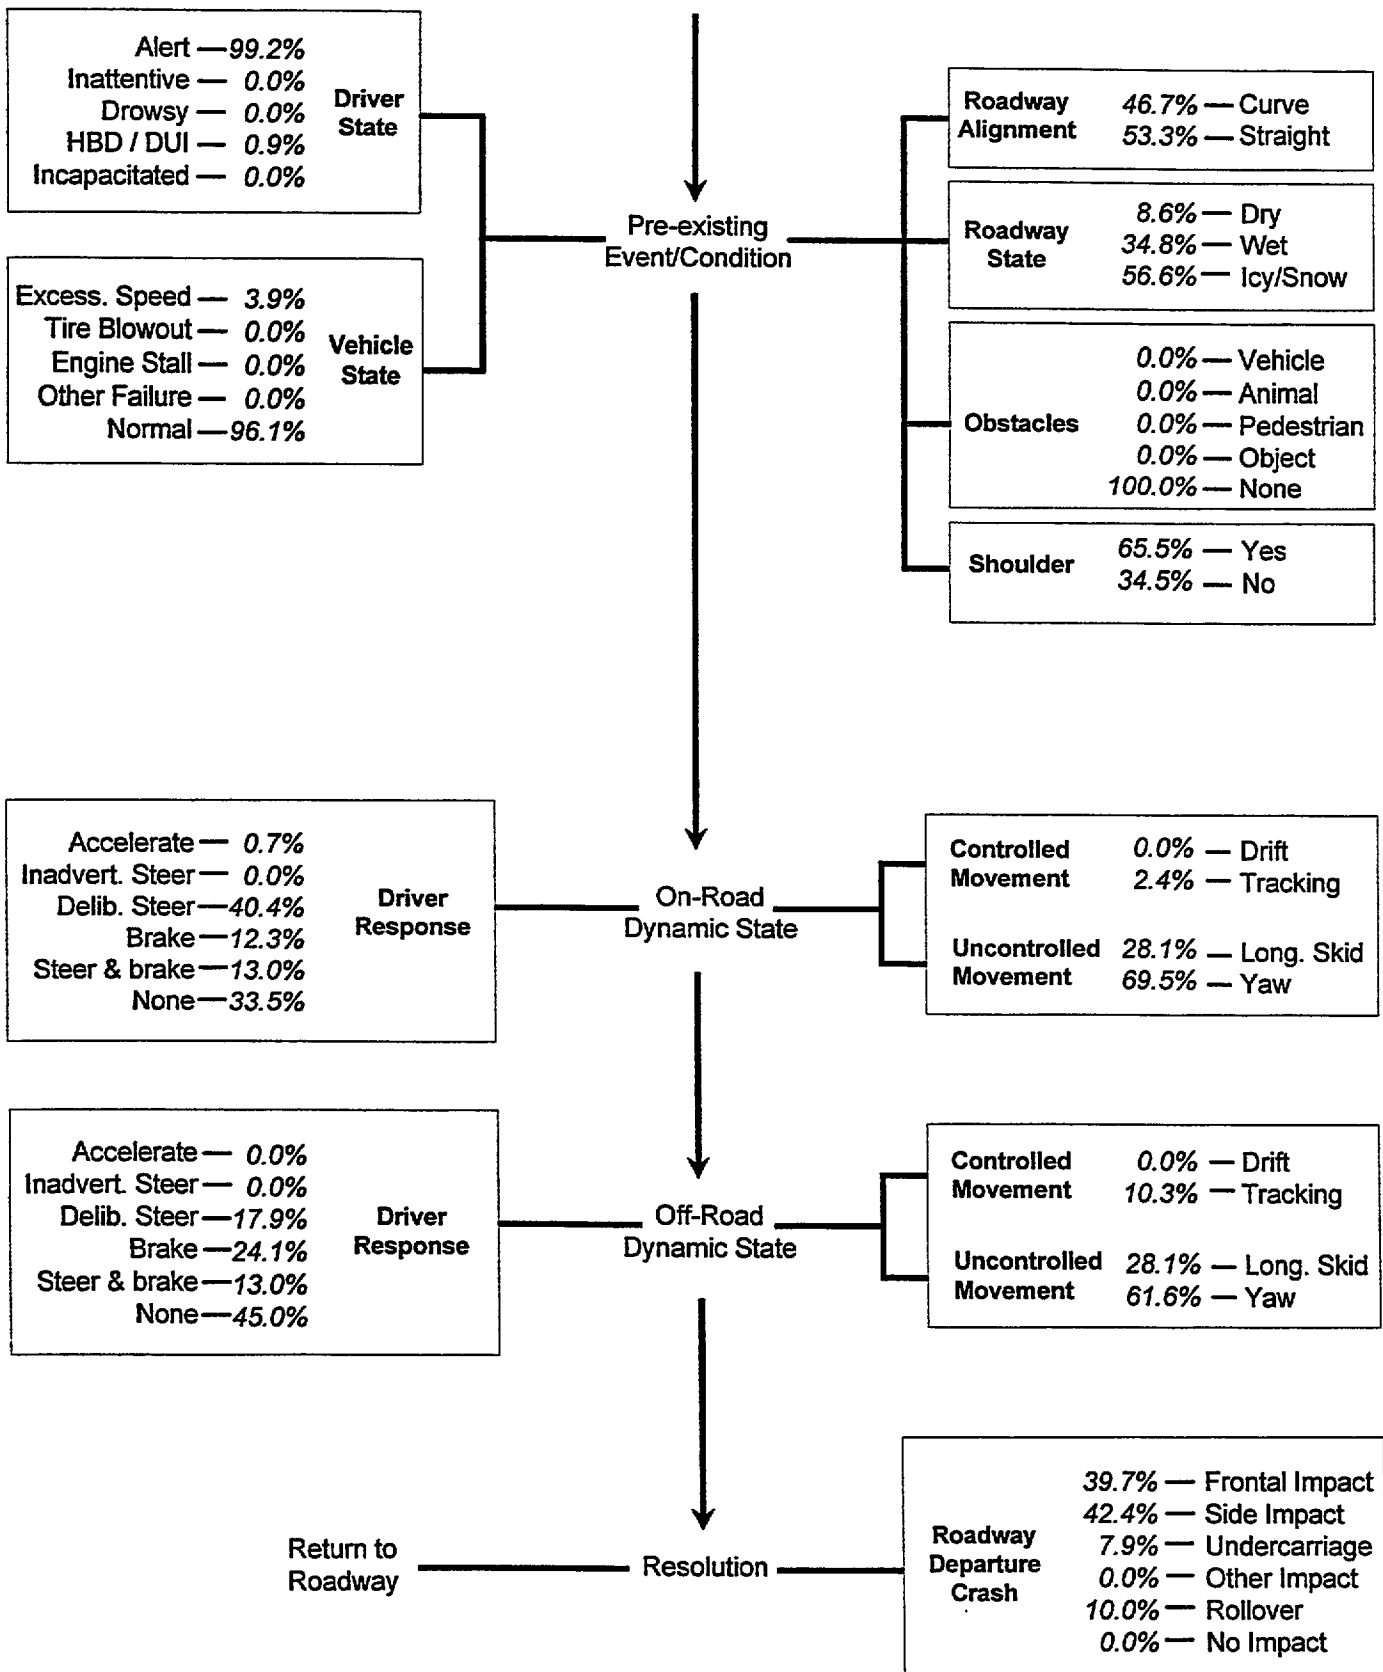 Alert — 99.2%
Inattentive — 0.0%
Drowsy — 0.0%
HBD / DUI — 0.9%
Incapacitated — 0.0%
Driver
State
Excess. Speed — 3.9%
Tire Blowout — 0.0%
Engine Stall — 0.0%
Other Failure — 0.0%
Normal — 96.1%
Vehicle
State
Pre-existing
Event/Condition
Roadway
Alignment
46.7% — Curve
53.3% — Straight
Roadway
State
8.6% — Dry
34.8% — Wet
56.6% — Icy/Snow
Obstacles
0.0% — Vehicle
0.0% — Animal
0.0% — Pedestrian
0.0% — Object
100.0% — None
Shoulder
65.5% — Yes
34.5% — No
Accelerate — 0.7%
Inadvert. Steer — 0.0%
Delib. Steer — 40.4%
Brake — 12.3%
Steer & brake — 13.0%
None — 33.5%
Driver
Response
On-Road
Dynamic State
Controlled
Movement
0.0% — Drift
2.4% — Tracking
Uncontrolled
Movement
28.1% — Long. Skid
69.5% — Yaw
Accelerate — 0.0%
Inadvert. Steer — 0.0%
Delib. Steer — 17.9%
Brake — 24.1%
Steer & brake — 13.0%
None — 45.0%
Driver
Response
Off-Road
Dynamic State
Controlled
Movement
0.0% — Drift
10.3% — Tracking
Uncontrolled
Movement
28.1% — Long. Skid
61.6% — Yaw
Return to
Roadway
Resolution
Roadway
Departure
Crash
39.7% — Frontal Impact
42.4% — Side Impact
7.9% — Undercarriage
0.0% — Other Impact
10.0% — Rollover
0.0% — No Impact